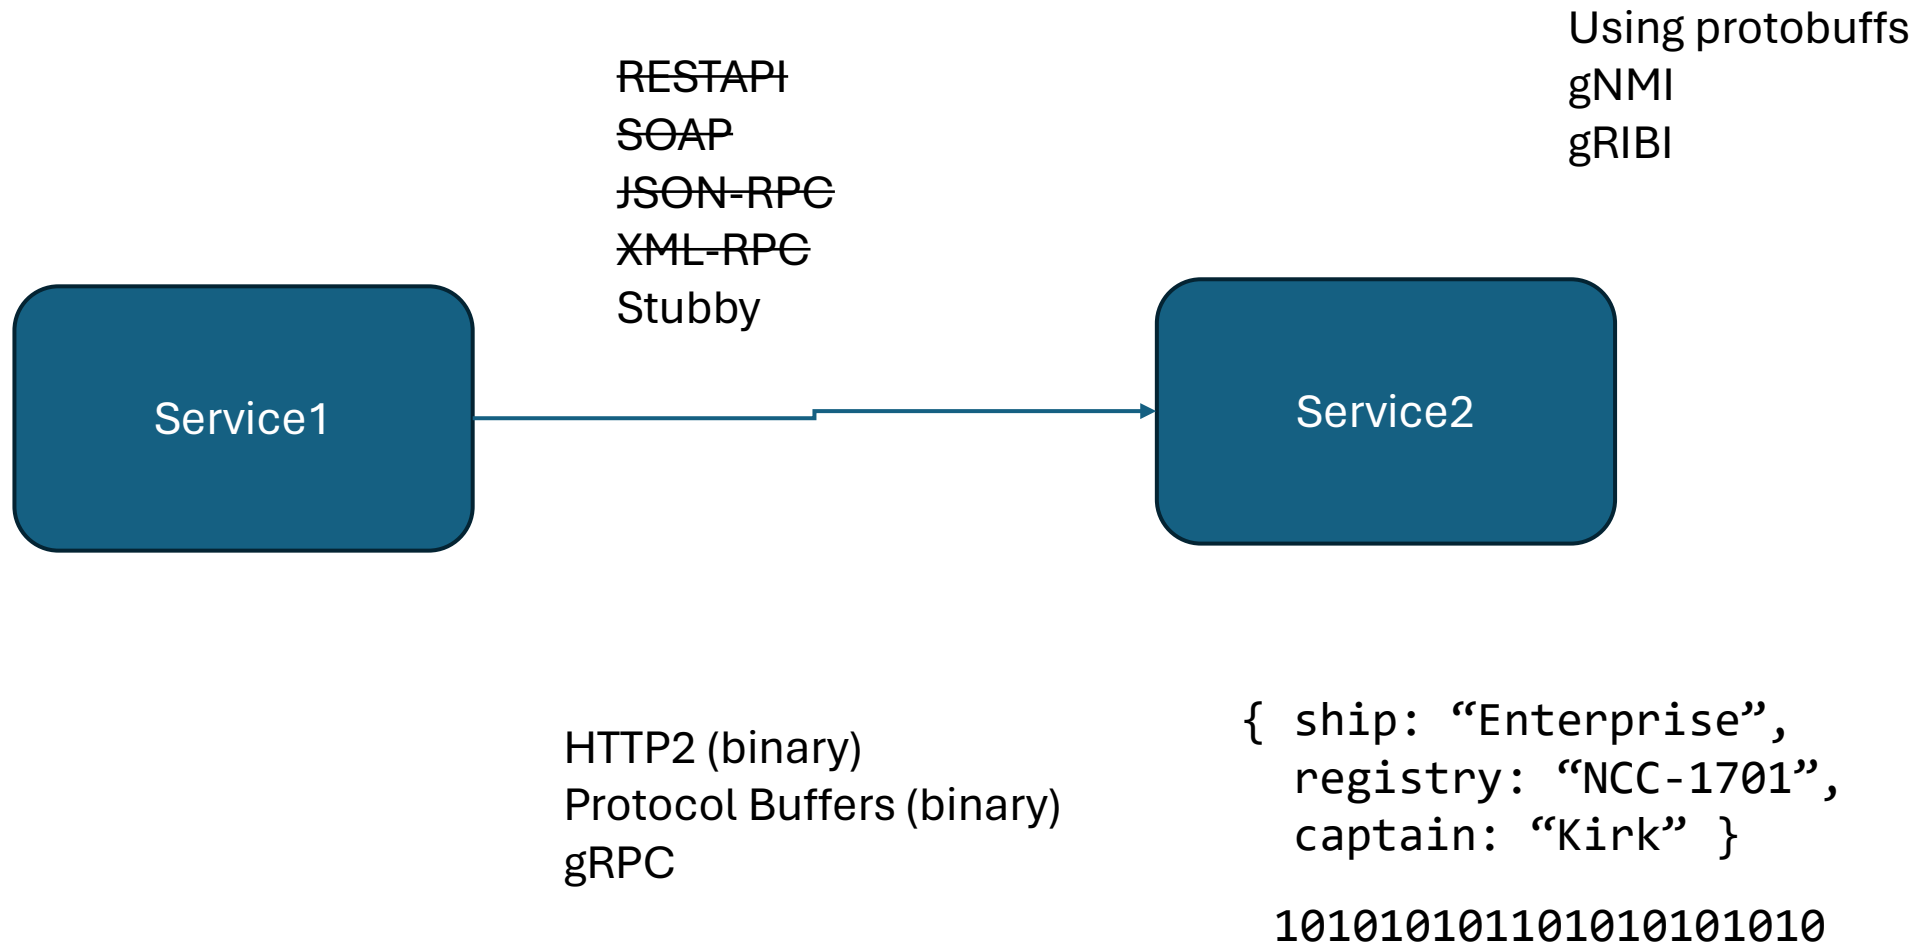 Using protobuffs
gNMI
gRIBI
RESTAPI
SOAP
JSON-RPC
XML-RPC
Stubby
Service1
Service2
HTTP2 (binary)
Protocol Buffers (binary)
gRPC
{ ship: “Enterprise”,
registry: “NCC-1701”,
captain: “Kirk” }
101010101101010101010